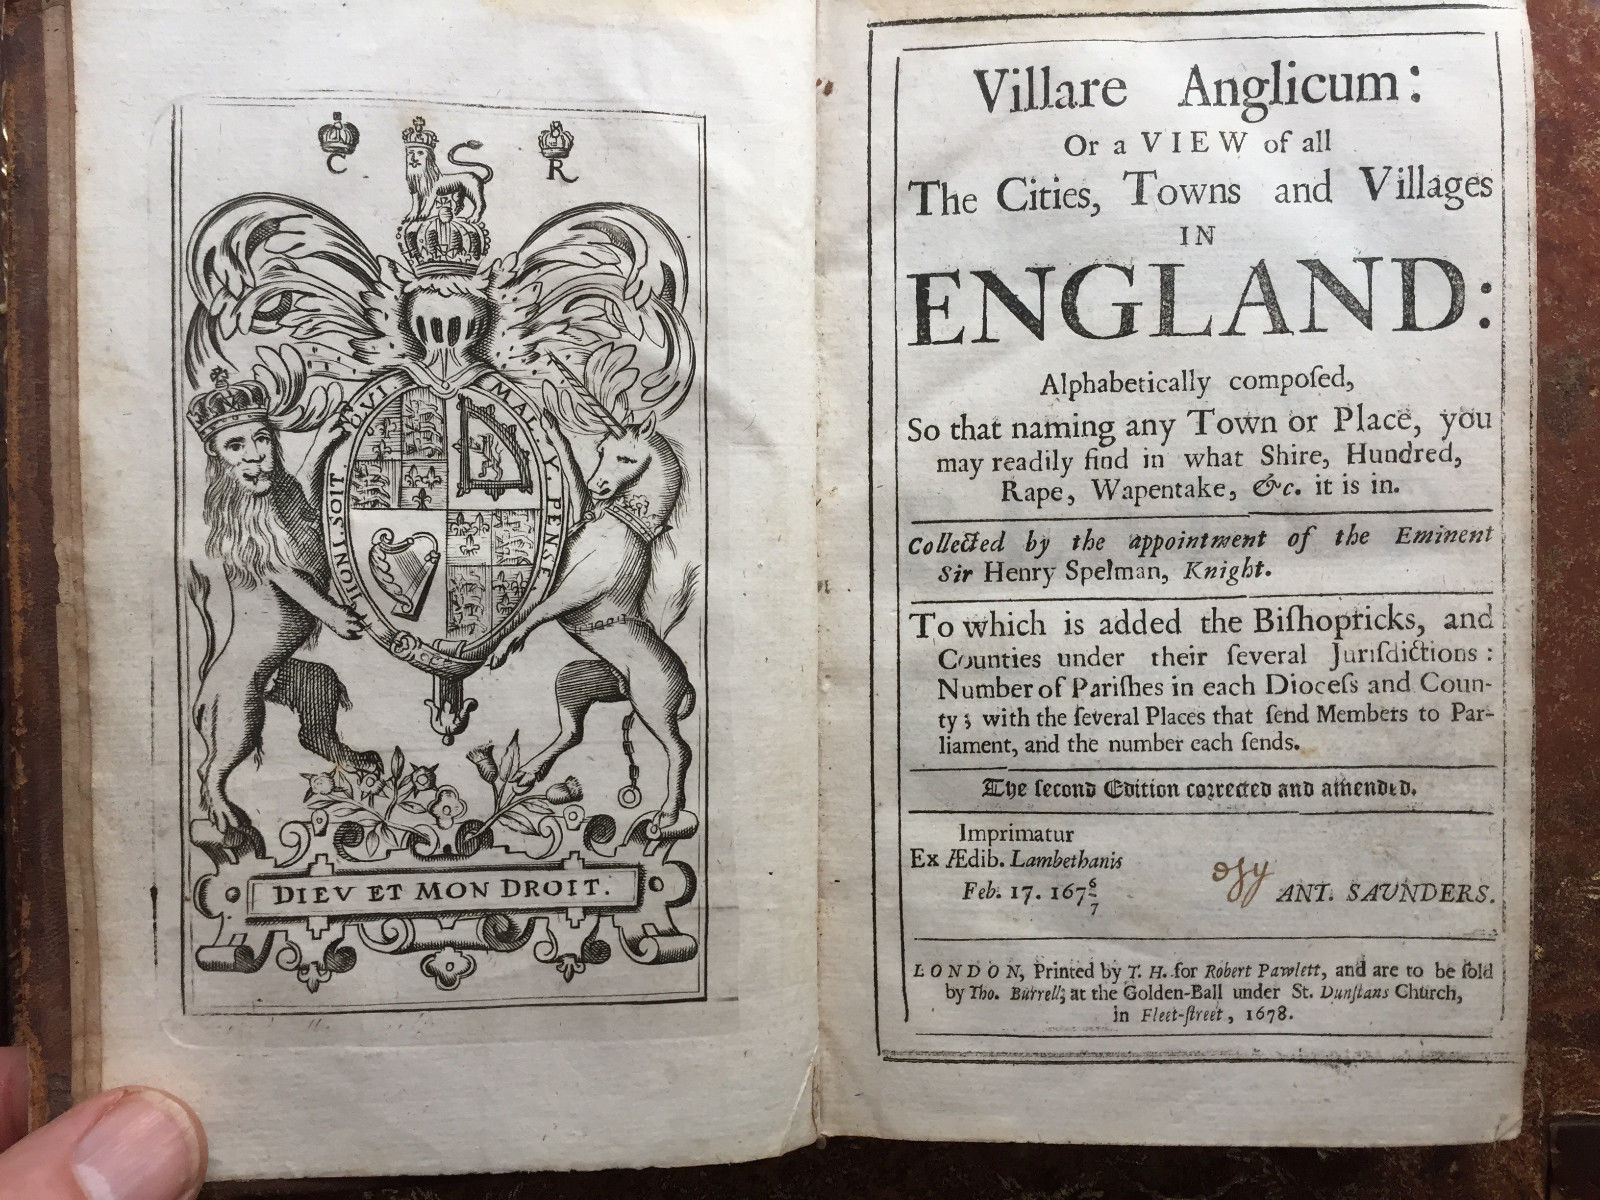 C R
HONI. SOIT. QVI MAL. Y. PENSE.
DIEV ET MON DROIT.
Villare Anglicum:
Or a VIEW of all
The Cities, Towns and Villages
IN
ENGLAND:
Alphabetically compoſed,
So that naming any Town or Place, you
may readily find in what Shire, Hundred,
Rape, Wapentake, &c. it is in.
Collected by the appointment of the Eminent
Sir Henry Spelman, Knight.
To which is added the Biſhopricks, and
Counties under their ſeveral Juriſdictions:
Number of Pariſhes in each Dioceſs and Coun-
ty; with the ſeveral Places that ſend Members to Par-
liament, and the number each ſends.
The ſecond Edition corrected and amended.
Imprimatur
Ex Ædib. Lambethanis
Feb. 17. 167 6/7
ANT. SAUNDERS.
LONDON, Printed by T. H. for Robert Pawlett, and are to be ſold
by Tho. Burrell, at the Golden-Ball under St. Dunſtans Church,
in Fleet-ſtreet, 1678.